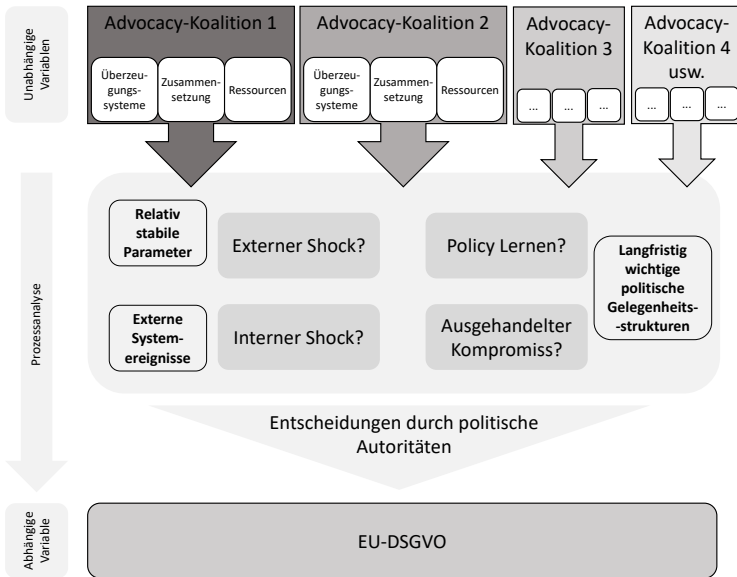 Unabhängige
Variablen
Advocacy-Koalition 1
Überzeu-
gungs-
systeme
Zusammen-
setzung
Ressourcen
Advocacy-Koalition 2
Überzeu-
gungs-
systeme
Zusammen-
setzung
Ressourcen
Advocacy-
Koalition 3
...
...
...
Advocacy-
Koalition 4
usw.
...
...
...
Prozessanalyse
Relativ
stabile
Parameter
Externer Shock?
Policy Lernen?
Langfristig
wichtige
politische
Gelegenheits-
-strukturen
Externe
System-
ereignisse
Interner Shock?
Ausgehandelter
Kompromiss?
Entscheidungen durch politische
Autoritäten
Abhängige
Variable
EU-DSGVO